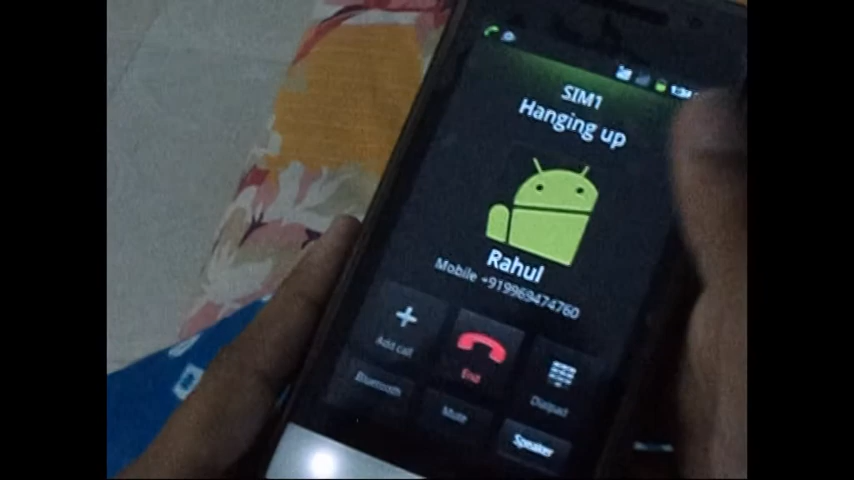 SIM1
Hanging up
Rahul
Mobile +919969474760
Add call
End
Dialpad
Bluetooth
Mute
Speaker